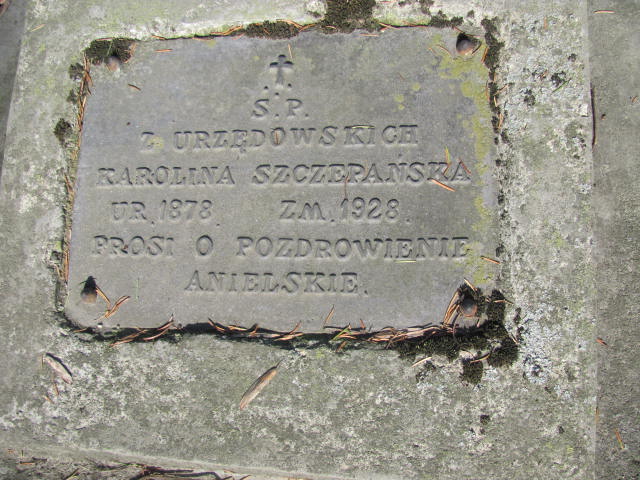 Ś.P.
Z URZĘDOWSKICH
KAROLINA SZCZEPAŃSKA
UR. 1878 ZM. 1928.
PROSI O POZDROWIENIE
ANIELSKIE.